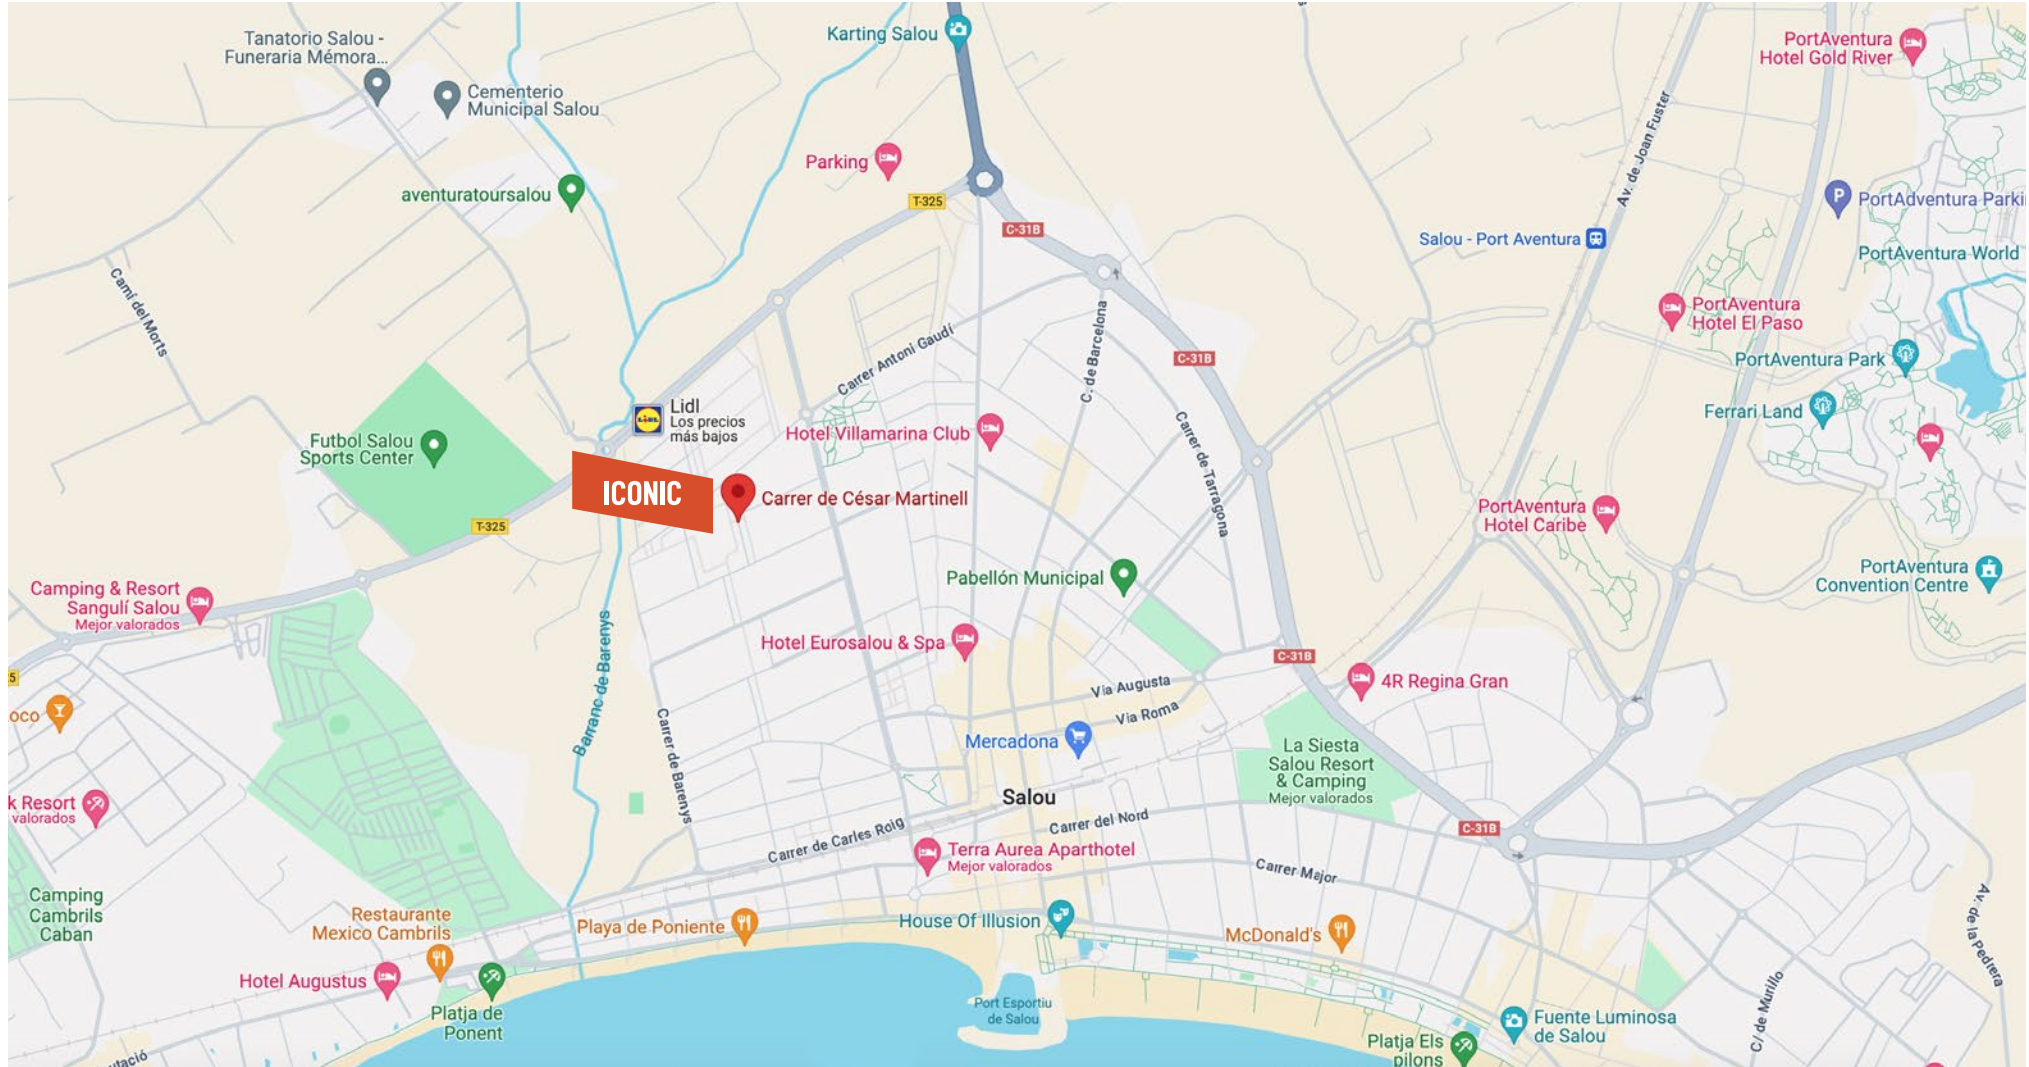 Tanatorio Salou -
Funeraria Mémora...
Cementerio
Municipal Salou
Karting Salou
PortAventura
Hotel Gold River
Parking
aventuratoursalou
T-325
C-31B
Av. de Joan Fuster
PortAdventura Parki
Salou - Port Aventura
PortAventura World
Camí del Morts
PortAventura
Hotel El Paso
Carrer Antoni Gaudí
C. de Barcelona
C-31B
PortAventura Park
Ferrari Land
Lidl
Los precios
más bajos
LIDL
Hotel Villamarina Club
Carrer de Tarragona
Futbol Salou
Sports Center
ICONIC
Carrer de César Martinell
T-325
PortAventura
Hotel Caribe
Pabellón Municipal
PortAventura
Convention Centre
Camping & Resort
Sangulí Salou
Mejor valorados
Hotel Eurosalou & Spa
Barranc de Barenys
C-31B
4R Regina Gran
5
oco
Via Augusta
Via Roma
Carrer de Barenys
Mercadona
La Siesta
Salou Resort
& Camping
Mejor valorados
k Resort
valorados
Salou
Carrer del Nord
Carrer de Carles Roig
C-31B
Terra Aurea Aparthotel
Mejor valorados
Carrer Major
Camping
Cambrils
Caban
Restaurante
Mexico Cambrils
Playa de Poniente
House Of Illusion
McDonald's
Av. de la Pedrera
Hotel Augustus
Platja de
Ponent
Port Esportiu
de Salou
C/ de Murillo
Fuente Luminosa
de Salou
Platja Els
pilons
utació
P